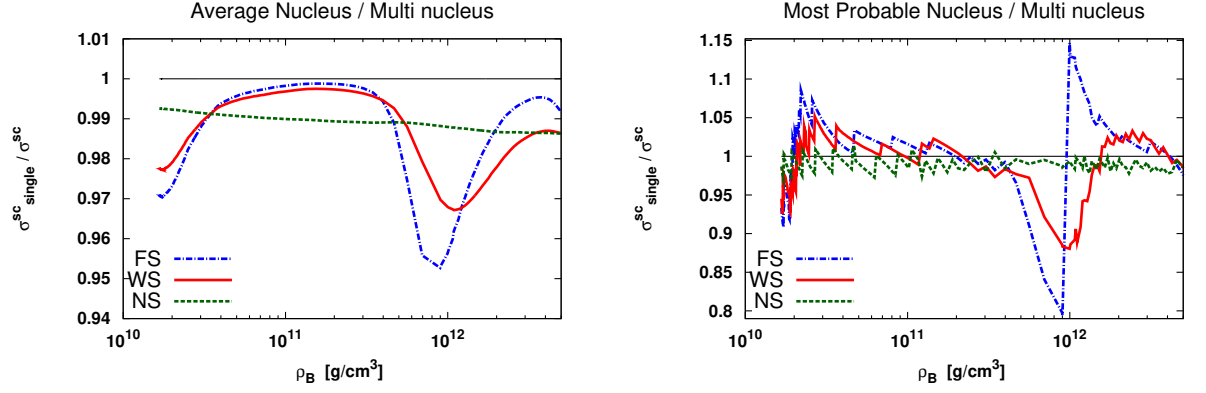 Average Nucleus / Multi nucleus
σ^sc_single / σ^sc
1.01
1
0.99
0.98
0.97
0.96
0.95
0.94
FS
WS
NS
10^10
10^11
10^12
ρ_B [g/cm^3]
Most Probable Nucleus / Multi nucleus
σ^sc_single / σ^sc
1.15
1.1
1.05
1
0.95
0.9
0.85
0.8
FS
WS
NS
10^10
10^11
10^12
ρ_B [g/cm^3]